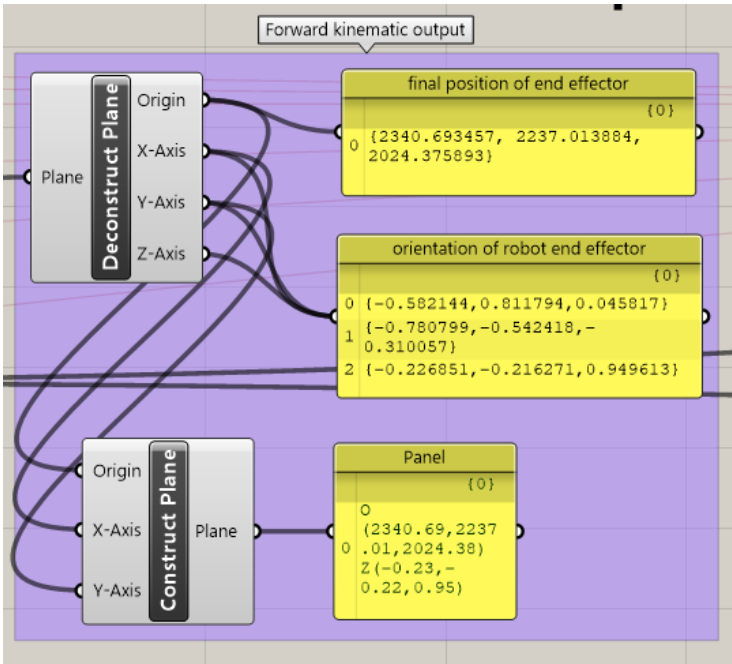 Forward kinematic output
Deconstruct Plane
Plane
Origin
X-Axis
Y-Axis
Z-Axis
final position of end effector
{0}
0 {2340.693457, 2237.013884,
2024.375893}
orientation of robot end effector
{0}
0 {-0.582144,0.811794,0.045817}
1 {-0.780799,-0.542418,-
0.310057}
2 {-0.226851,-0.216271,0.949613}
Origin
X-Axis
Y-Axis
Construct Plane
Plane
Panel
{0}
0 O
(2340.69,2237
.01,2024.38)
Z(-0.23,-
0.22,0.95)